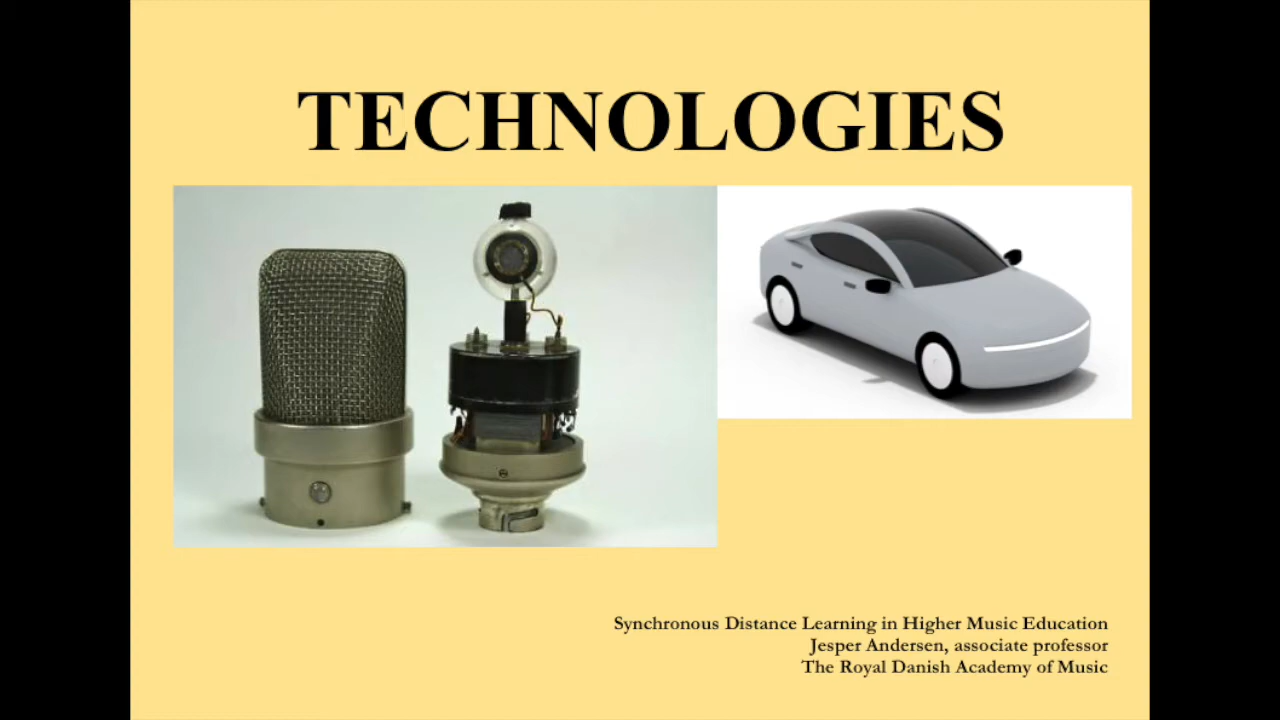 TECHNOLOGIES
Synchronous Distance Learning in Higher Music Education
Jesper Andersen, associate professor
The Royal Danish Academy of Music